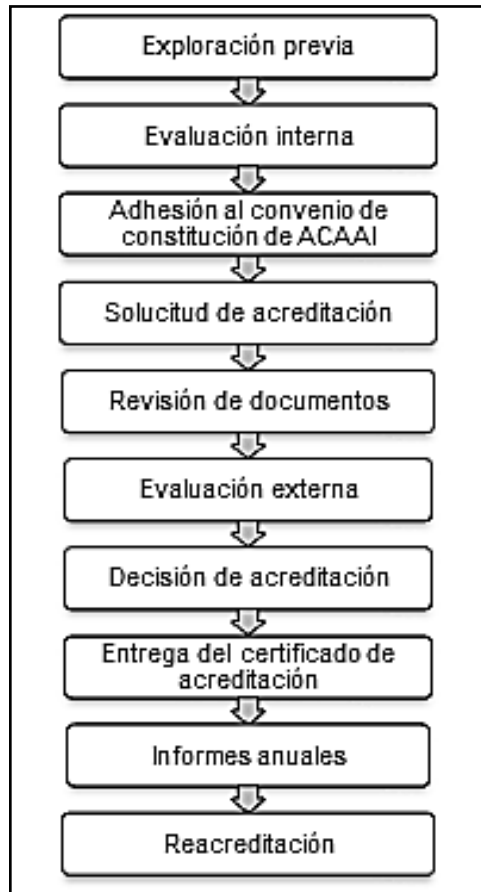 Exploración previa
Evaluación interna
Adhesión al convenio de
constitución de ACAAI
Solucitud de acreditación
Revisión de documentos
Evaluación externa
Decisión de acreditación
Entrega del certificado de
acreditación
Informes anuales
Reacreditación